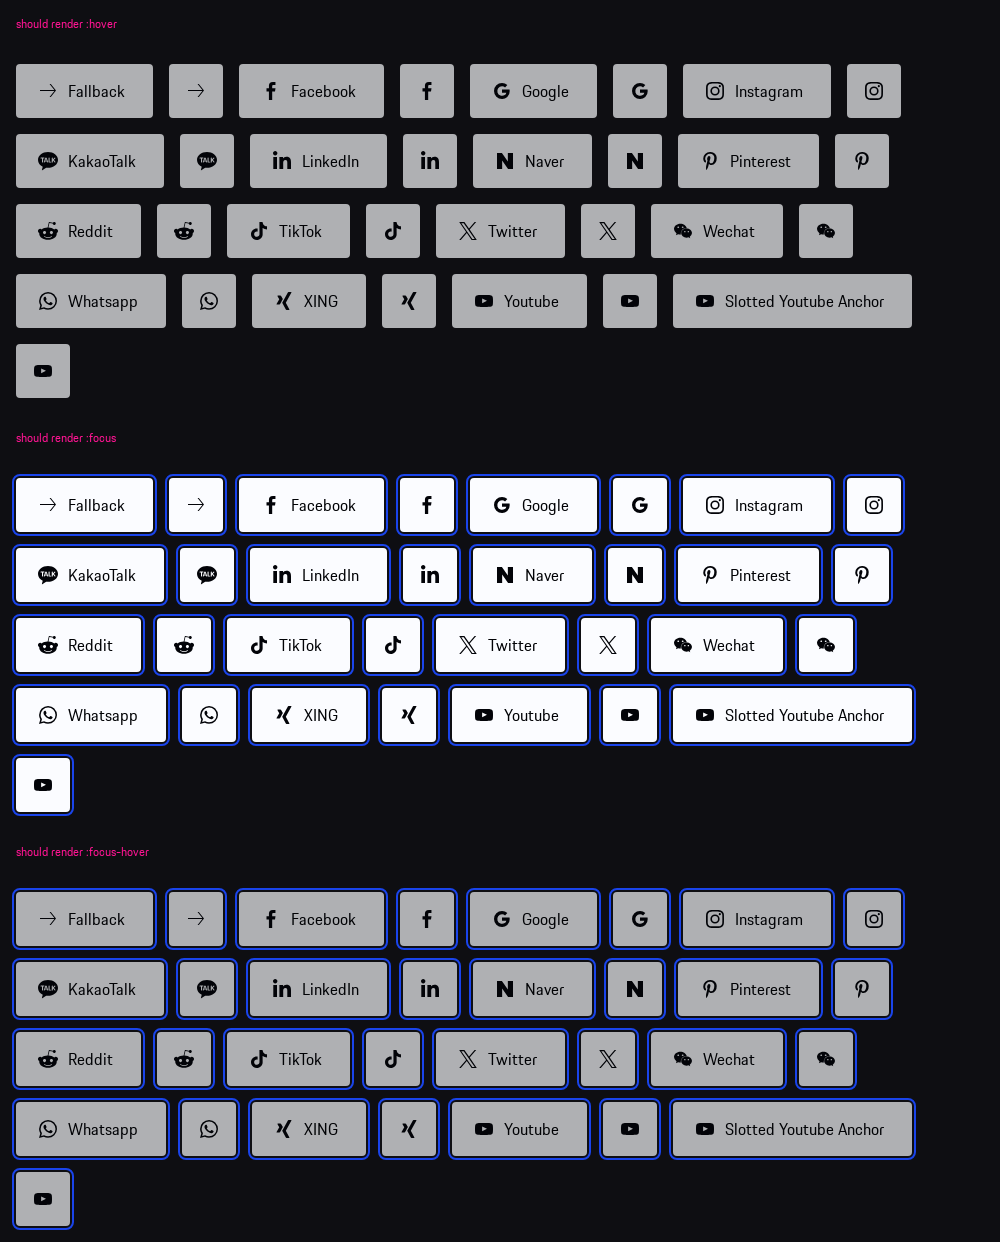 should render :hover
Fallback Facebook Google Instagram
TALK KakaoTalk TALK LinkedIn Naver Pinterest
Reddit TikTok Twitter Wechat
Whatsapp XING Youtube Slotted Youtube Anchor
should render :focus
Fallback Facebook Google Instagram
TALK KakaoTalk TALK LinkedIn Naver Pinterest
Reddit TikTok Twitter Wechat
Whatsapp XING Youtube Slotted Youtube Anchor
should render :focus-hover
Fallback Facebook Google Instagram
TALK KakaoTalk TALK LinkedIn Naver Pinterest
Reddit TikTok Twitter Wechat
Whatsapp XING Youtube Slotted Youtube Anchor